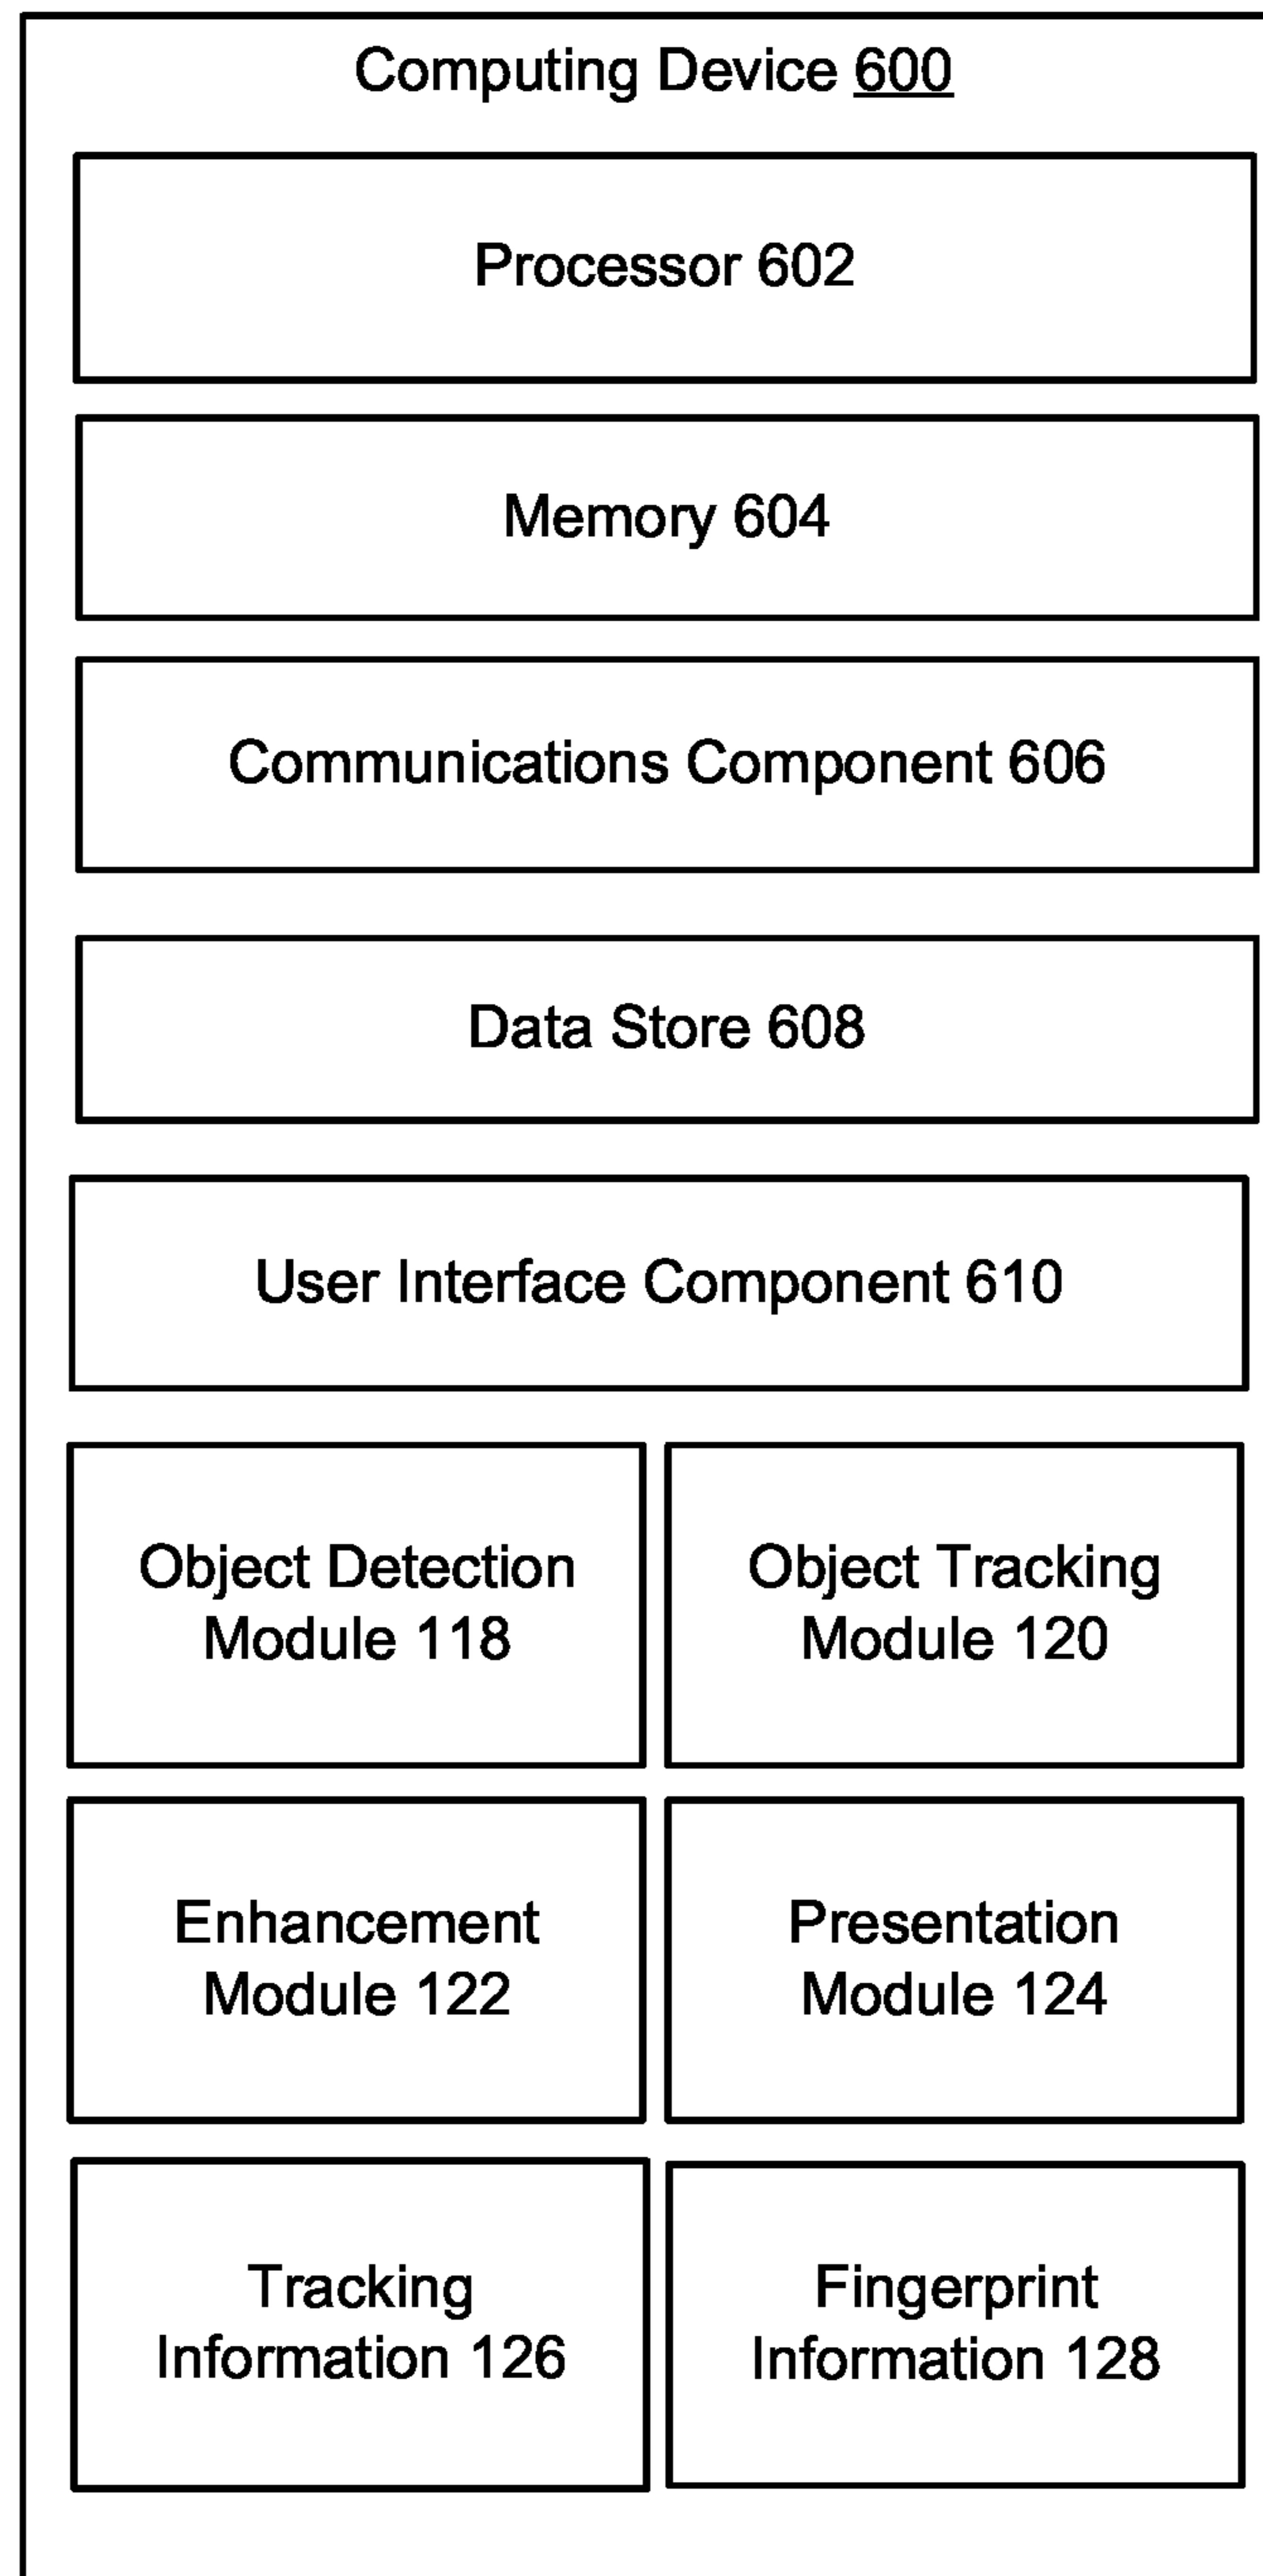 Computing Device 600
Processor 602
Memory 604
Communications Component 606
Data Store 608
User Interface Component 610
Object Detection
Module 118
Object Tracking
Module 120
Enhancement
Module 122
Presentation
Module 124
Tracking
Information 126
Fingerprint
Information 128